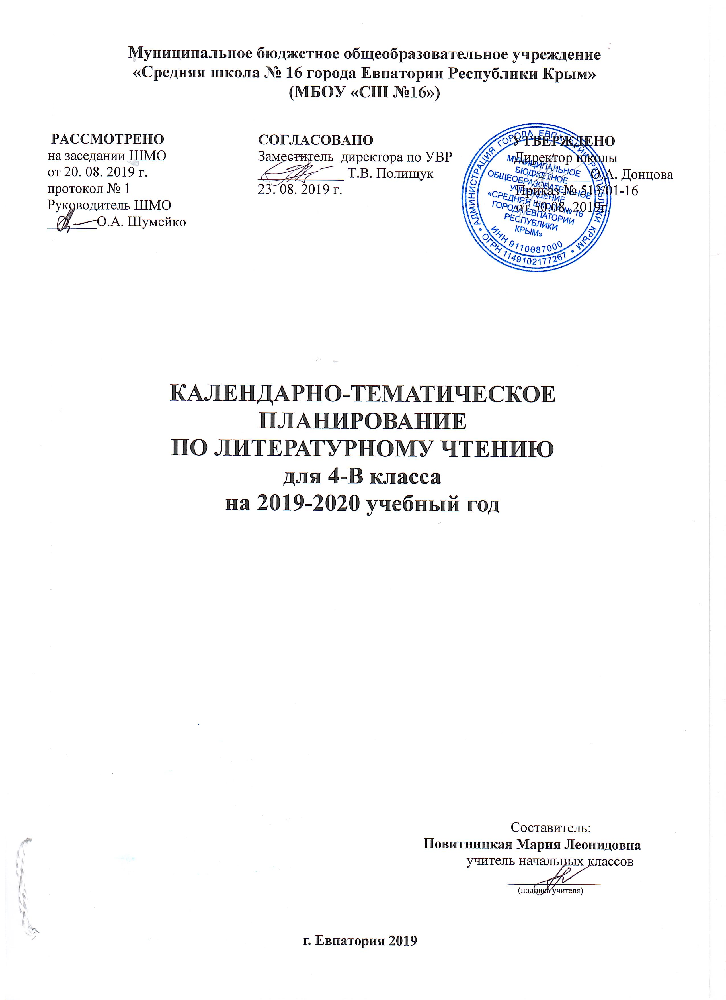 Муниципальное бюджетное общеобразовательное учреждение
«Средняя школа № 16 города Евпатории Республики Крым»
(МБОУ «СШ №16»)
РАССМОТРЕНО
на заседании ШМО
от 20. 08. 2019 г.
протокол № 1
Руководитель ШМО
О.А. Шумейко
СОГЛАСОВАНО
Заместитель директора по УВР
Т.В. Полищук
23. 08. 2019 г.
УТВЕРЖДЕНО
Директор школы
О.А. Донцова
Приказ № 513/01-16
от 30.08. 2019г.
АДМИНИСТРАЦИЯ ГОРОДА ЕВПАТОРИИ РЕСПУБЛИКИ КРЫМ
• ОГРН 1149102177267 •
МУНИЦИПАЛЬНОЕ
БЮДЖЕТНОЕ
ОБЩЕОБРАЗОВАТЕЛЬНОЕ
УЧРЕЖДЕНИЕ
«СРЕДНЯЯ ШКОЛА № 16
ГОРОДА ЕВПАТОРИИ
РЕСПУБЛИКИ
КРЫМ»
ИНН 9110087000
КАЛЕНДАРНО-ТЕМАТИЧЕСКОЕ
ПЛАНИРОВАНИЕ
ПО ЛИТЕРАТУРНОМУ ЧТЕНИЮ
для 4-В класса
на 2019-2020 учебный год
Составитель:
Повитницкая Мария Леонидовна
учитель начальных классов
(подпись учителя)
г. Евпатория 2019